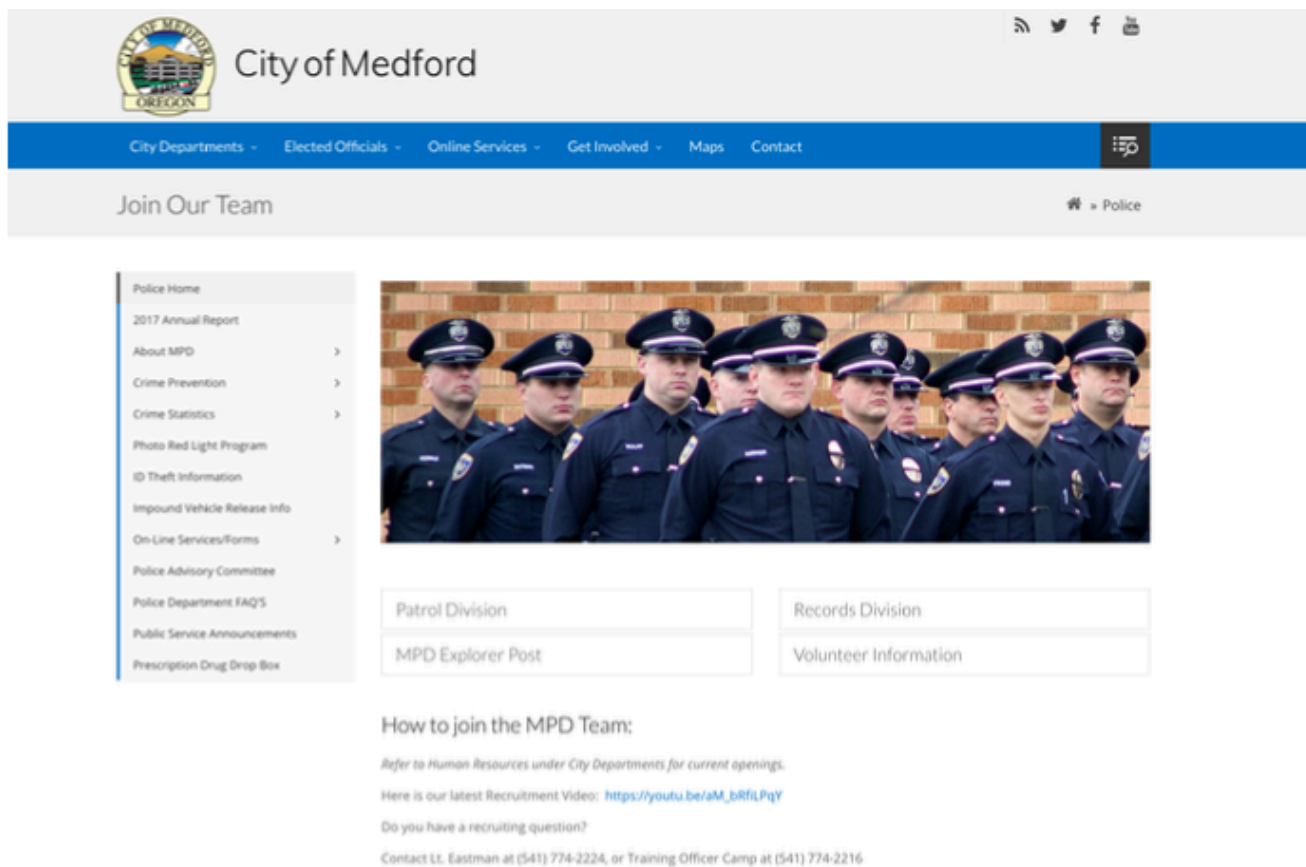 CITY OF MEDFORD
OREGON
City of Medford
You
Tube
City Departments
Elected Officials
Online Services
Get Involved
Maps
Contact
Join Our Team
» Police
Police Home
2017 Annual Report
About MPD
Crime Prevention
Crime Statistics
Photo Red Light Program
ID Theft Information
Impound Vehicle Release Info
On-Line Services/Forms
Police Advisory Committee
Police Department FAQ'S
Public Service Announcements
Prescription Drug Drop Box
Patrol Division
Records Division
MPD Explorer Post
Volunteer Information
How to join the MPD Team:
Refer to Human Resources under City Departments for current openings.
Here is our latest Recruitment Video: https://youtu.be/aM_bRfiLPqY
Do you have a recruiting question?
Contact Lt. Eastman at (541) 774-2224, or Training Officer Camp at (541) 774-2216